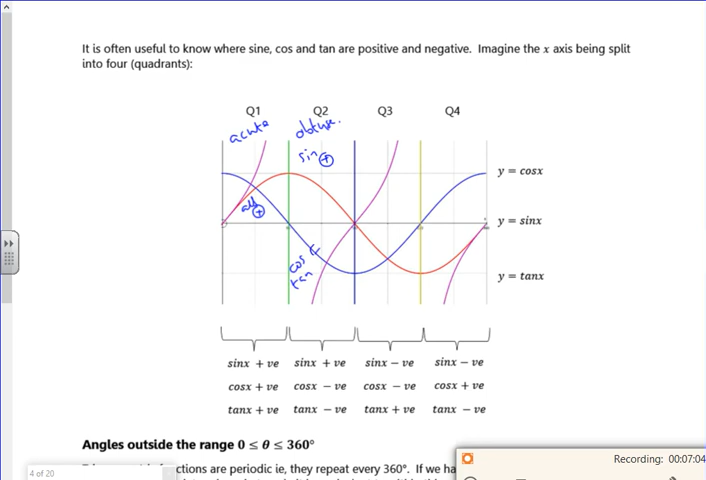 It is often useful to know where sine, cos and tan are positive and negative. Imagine the x axis being split
into four (quadrants):
Q1 Q2 Q3 Q4
acute obtuse.
sin +
y = cosx
all +
y = sinx
cos &
tan
y = tanx
sinx + ve sinx + ve sinx − ve sinx − ve
cosx + ve cosx − ve cosx − ve cosx + ve
tanx + ve tanx − ve tanx + ve tanx − ve
Angles outside the range 0 ≤ θ ≤ 360°
ctions are periodic ie, they repeat every 360°. If we ha
4 of 20
Recording: 00:07:04